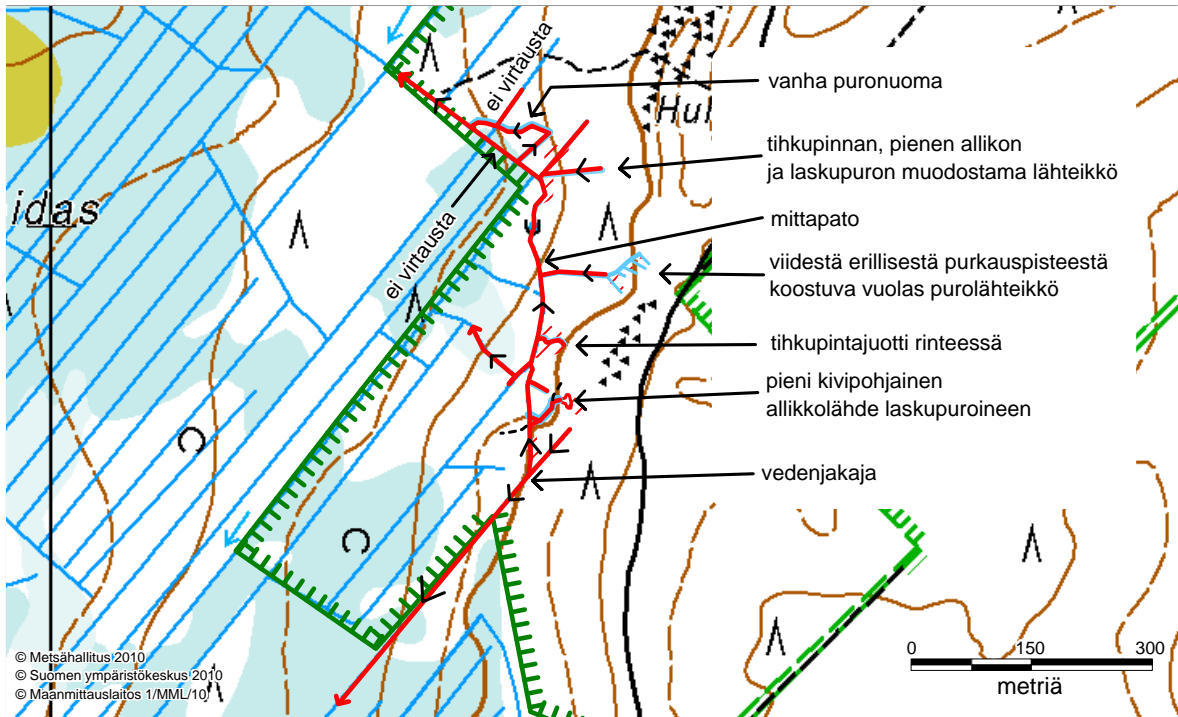 ei virtausta
vanha puronuoma
Hul
tihkupinnan, pienen allikon
ja laskupuron muodostama lähteikkö
idas
mittapato
ei virtausta
viidestä erillisestä purkauspisteestä
koostuva vuolas purolähteikkö
tihkupintajuotti rinteessä
pieni kivipohjainen
allikkolähde laskupuroineen
vedenjakaja
© Metsähallitus 2010
© Suomen ympäristökeskus 2010
© Maanmittauslaitos 1/MML/10
0 150 300
metriä